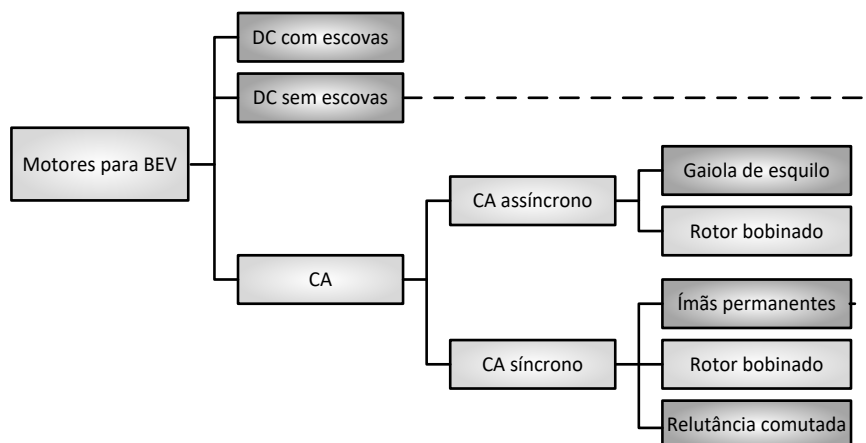 DC com escovas
DC sem escovas
Motores para BEV
Gaiola de esquilo
CA assíncrono
Rotor bobinado
CA
Ímãs permanentes
CA síncrono
Rotor bobinado
Relutância comutada